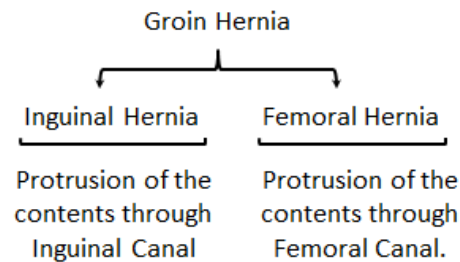 Groin Hernia
Inguinal Hernia
Protrusion of the
contents through
Inguinal Canal
Femoral Hernia
Protrusion of the
contents through
Femoral Canal.